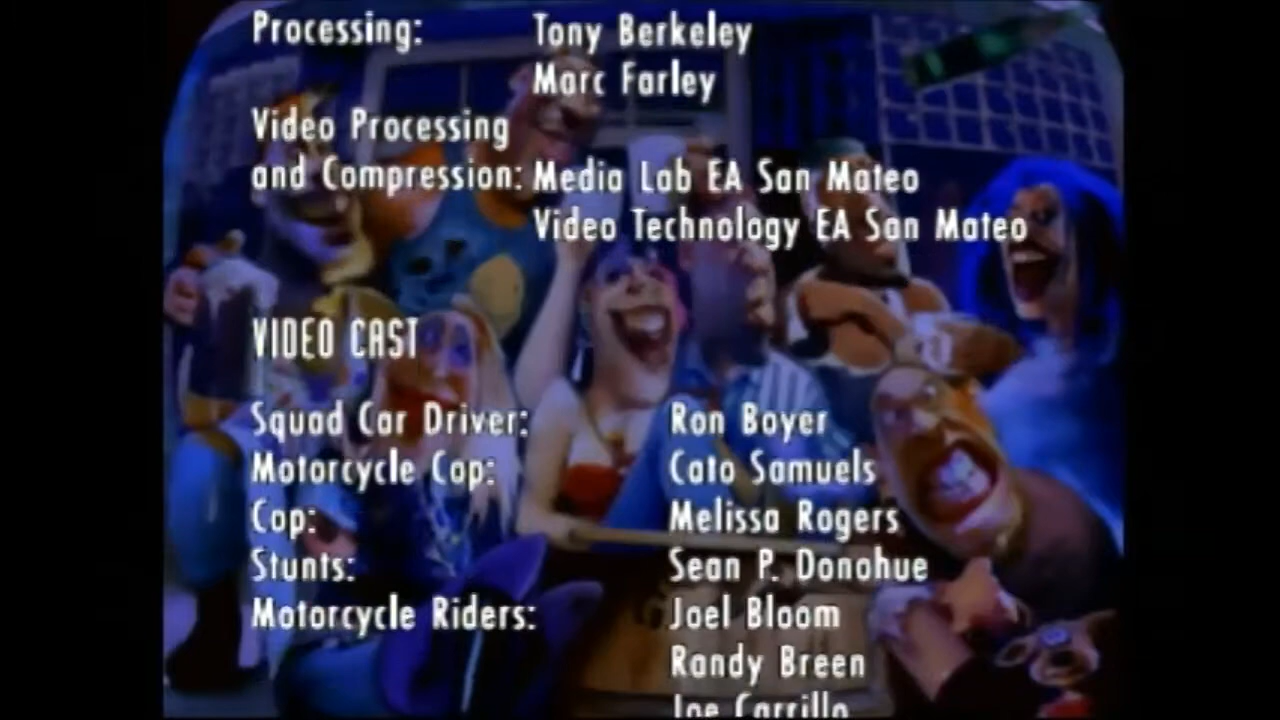 Processing: Tony Berkeley
Marc Farley
Video Processing
and Compression: Media Lab EA San Mateo
Video Technology EA San Mateo
VIDEO CAST
Squad Car Driver: Ron Boyer
Motorcycle Cop: Cato Samuels
Cop: Melissa Rogers
Stunts: Sean P. Donohue
Motorcycle Riders: Joel Bloom
Randy Breen
Joe Carrillo